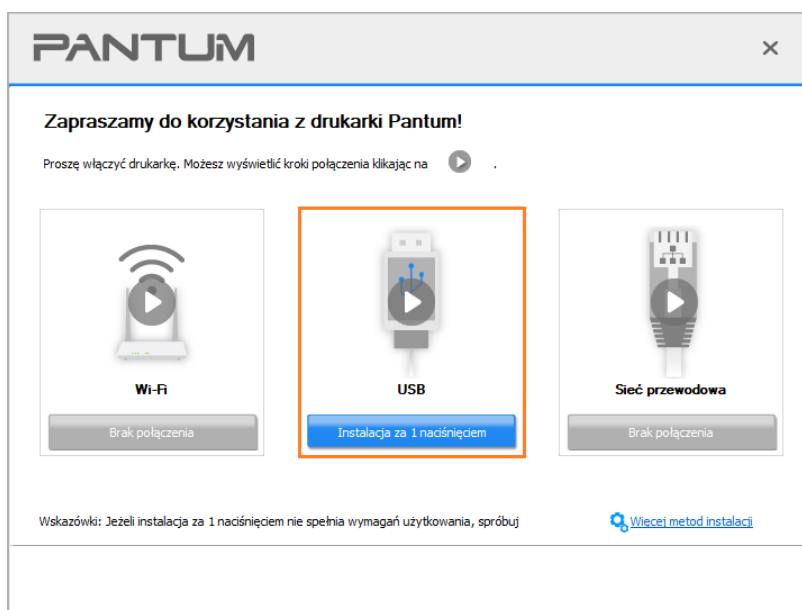 PANTUM
Zapraszamy do korzystania z drukarki Pantum!
Proszę włączyć drukarkę. Możesz wyświetlić kroki połączenia klikając na .
Wi-Fi
USB
Sieć przewodowa
Brak połączenia
Instalacja za 1 naciśnięciem
Brak połączenia
Wskazówki: Jeżeli instalacja za 1 naciśnięciem nie spełnia wymagań użytkowania, spróbuj
Więcej metod instalacji